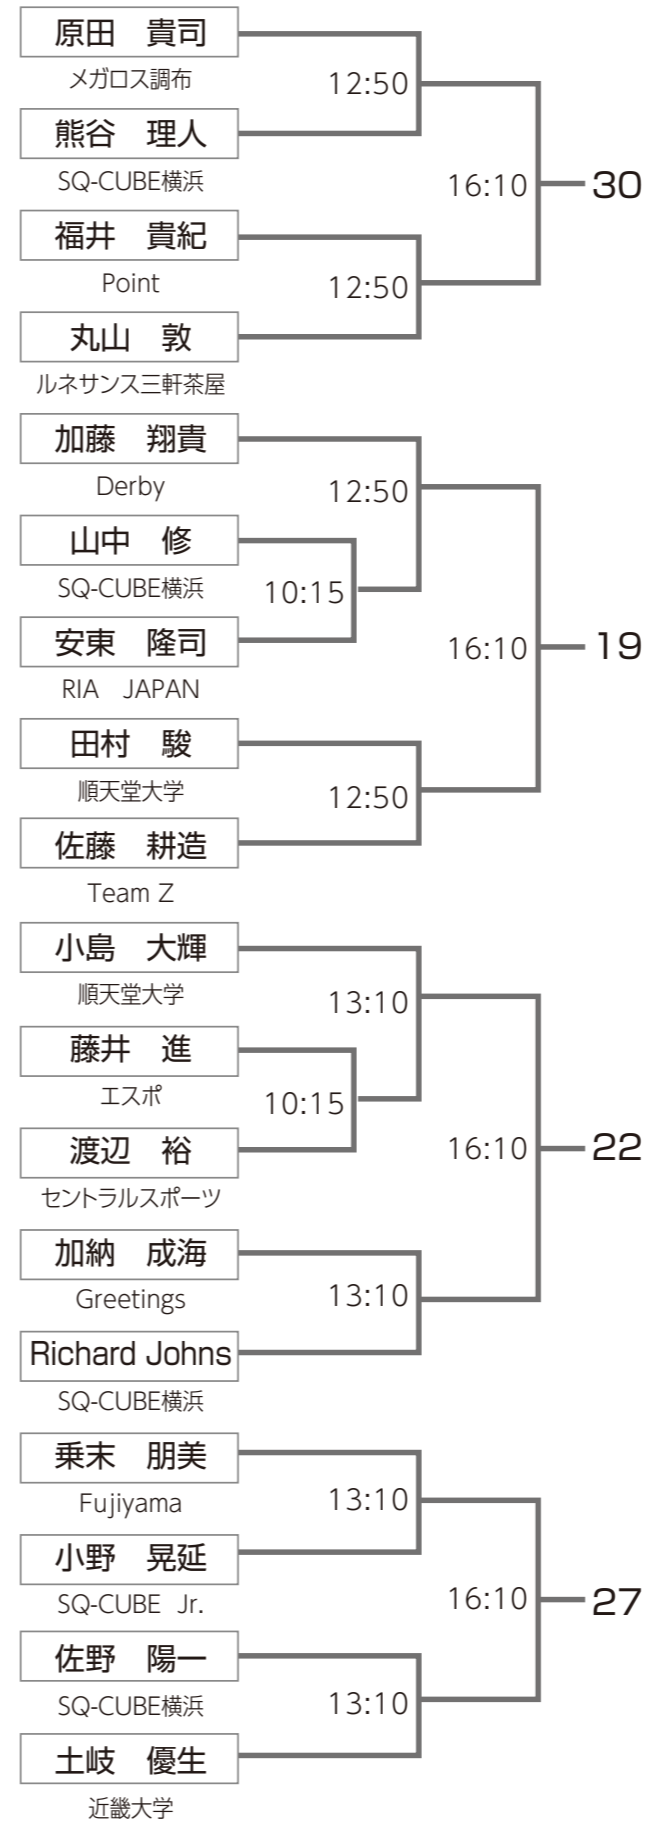 原田　貴司
メガロス調布
12:50
熊谷　理人
SQ-CUBE横浜
16:10
30
福井　貴紀
Point
12:50
丸山　敦
ルネサンス三軒茶屋
加藤　翔貴
Derby
12:50
山中　修
SQ-CUBE横浜
10:15
安東　隆司
RIA　JAPAN
16:10
19
田村　駿
順天堂大学
12:50
佐藤　耕造
Team Z
小島　大輝
順天堂大学
13:10
藤井　進
エスポ
10:15
渡辺　裕
セントラルスポーツ
16:10
22
加納　成海
Greetings
13:10
Richard Johns
SQ-CUBE横浜
乗末　朋美
Fujiyama
13:10
小野　晃延
SQ-CUBE Jr.
16:10
27
佐野　陽一
SQ-CUBE横浜
13:10
土岐　優生
近畿大学